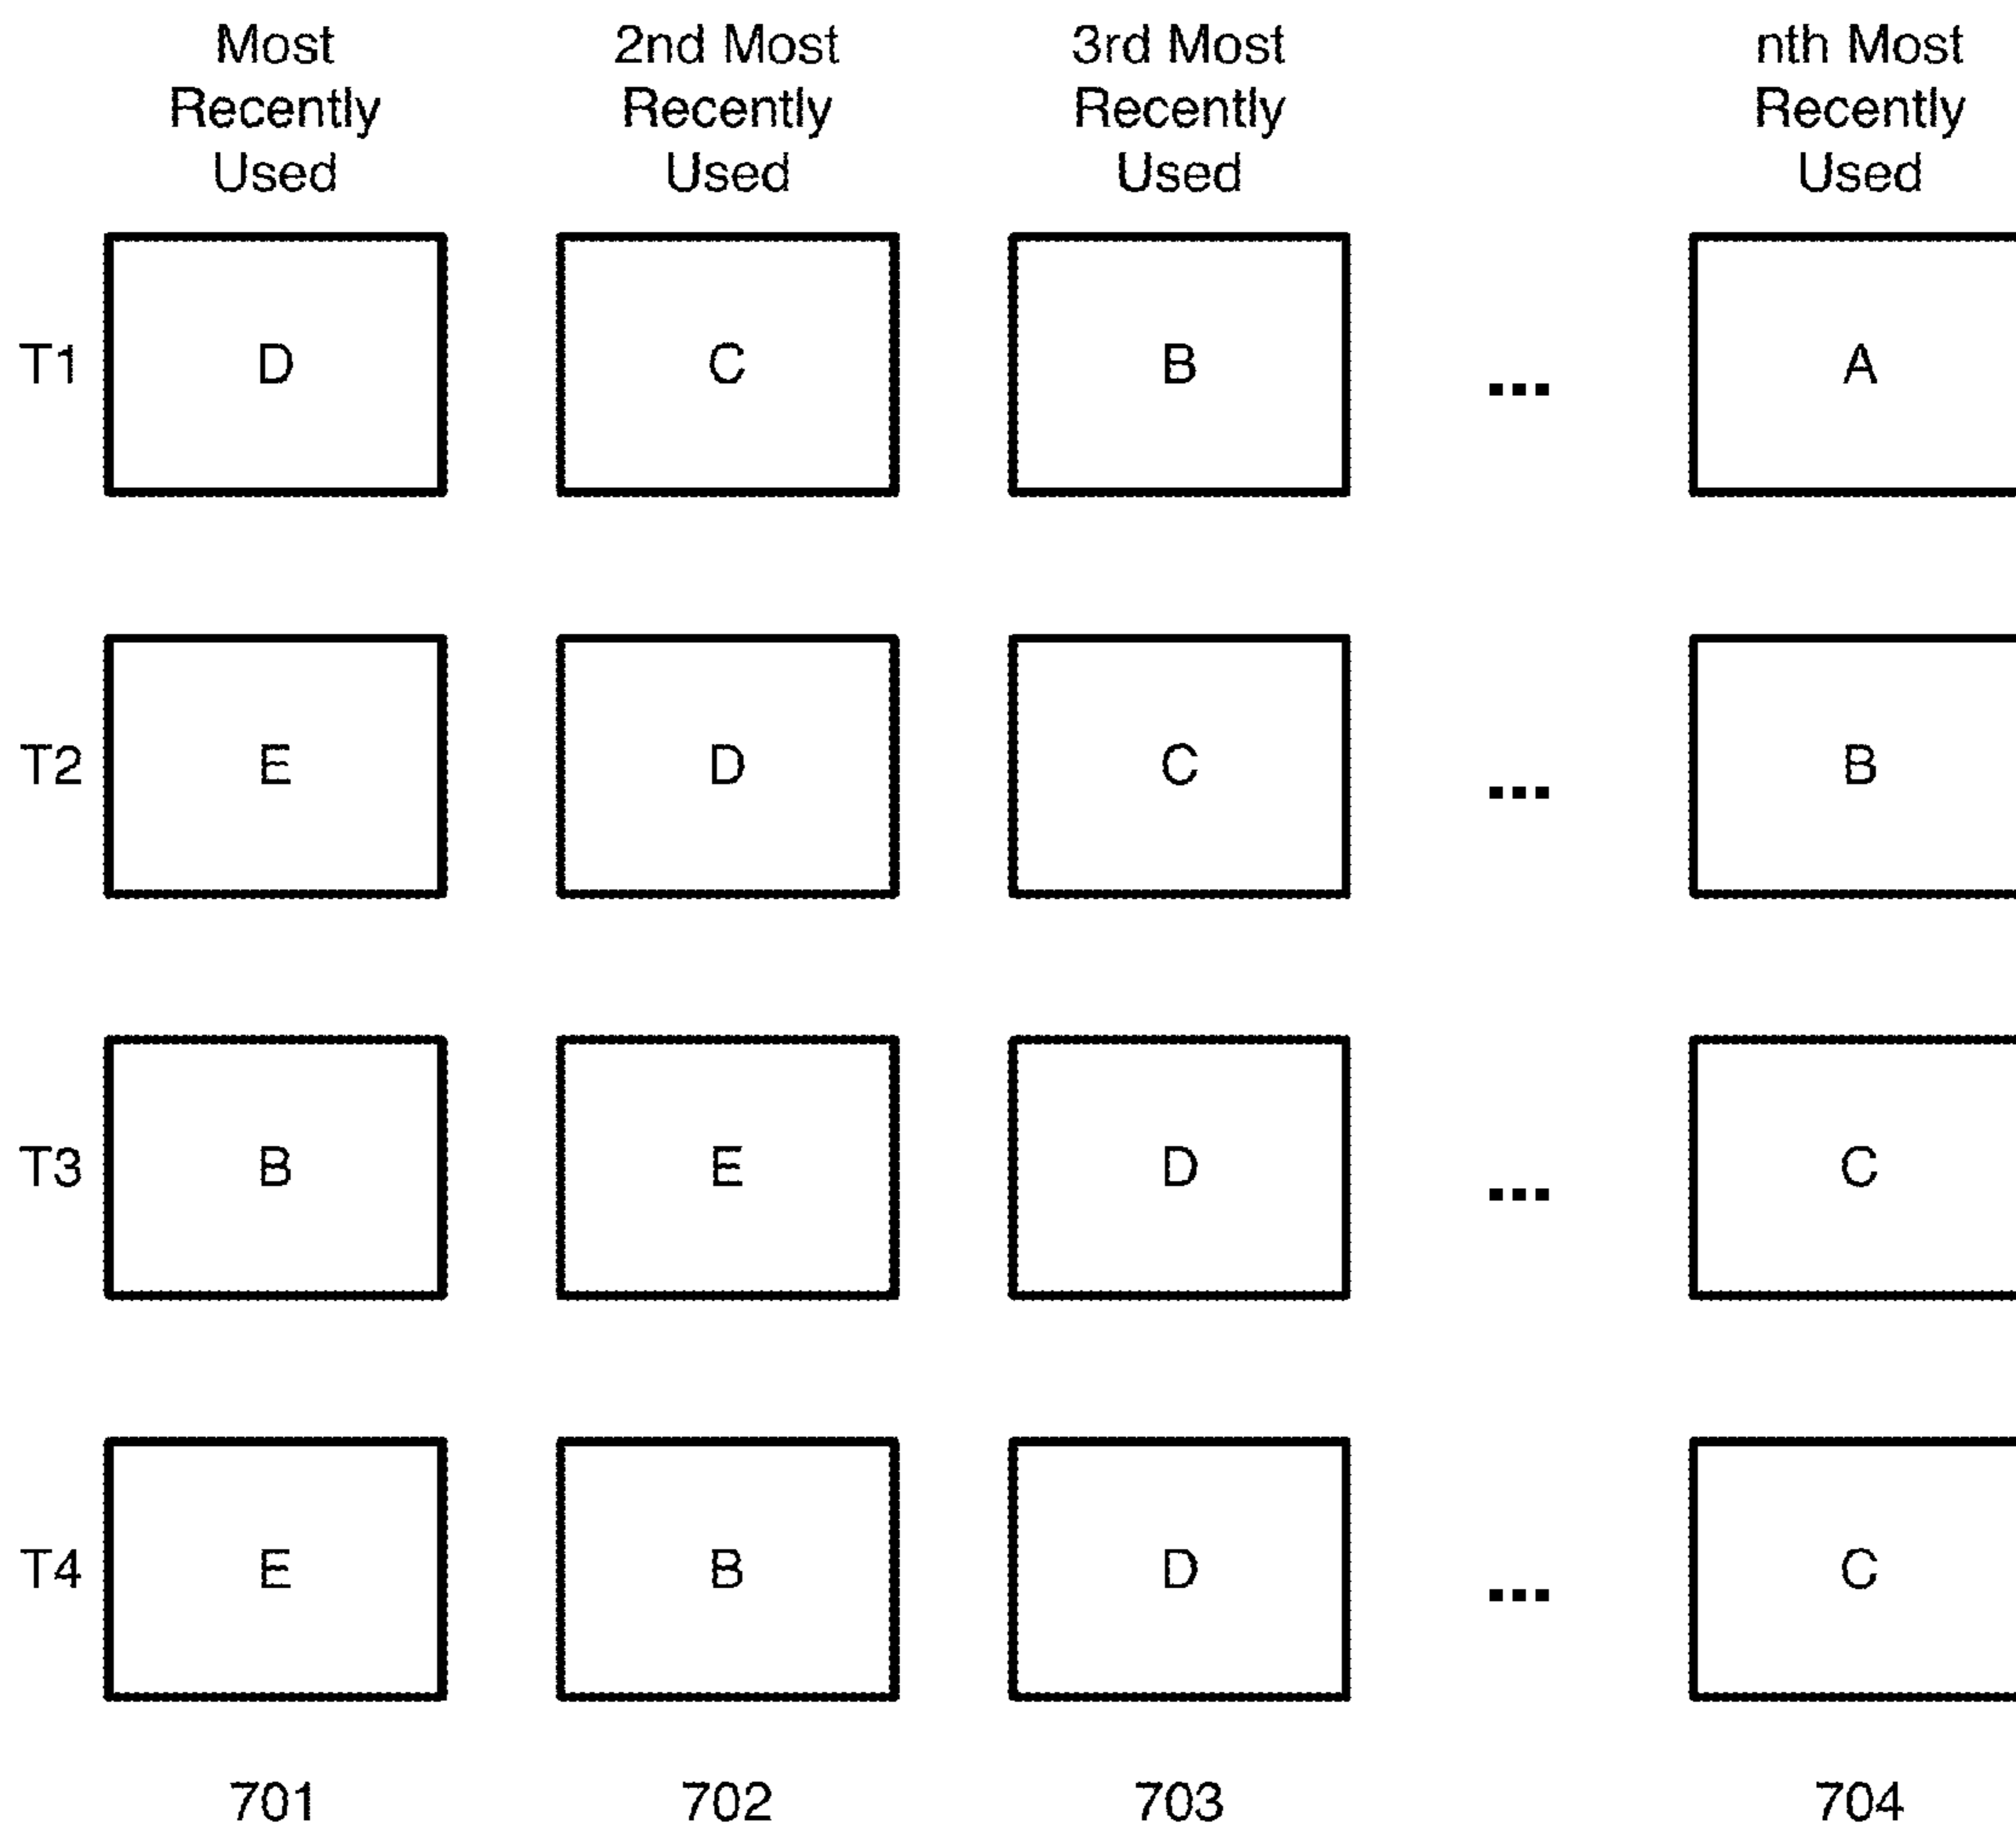 Most
Recently
Used
2nd Most
Recently
Used
3rd Most
Recently
Used
nth Most
Recently
Used
T1 D C B ... A
T2 E D C ... B
T3 B E D ... C
T4 E B D ... C
701 702 703 704